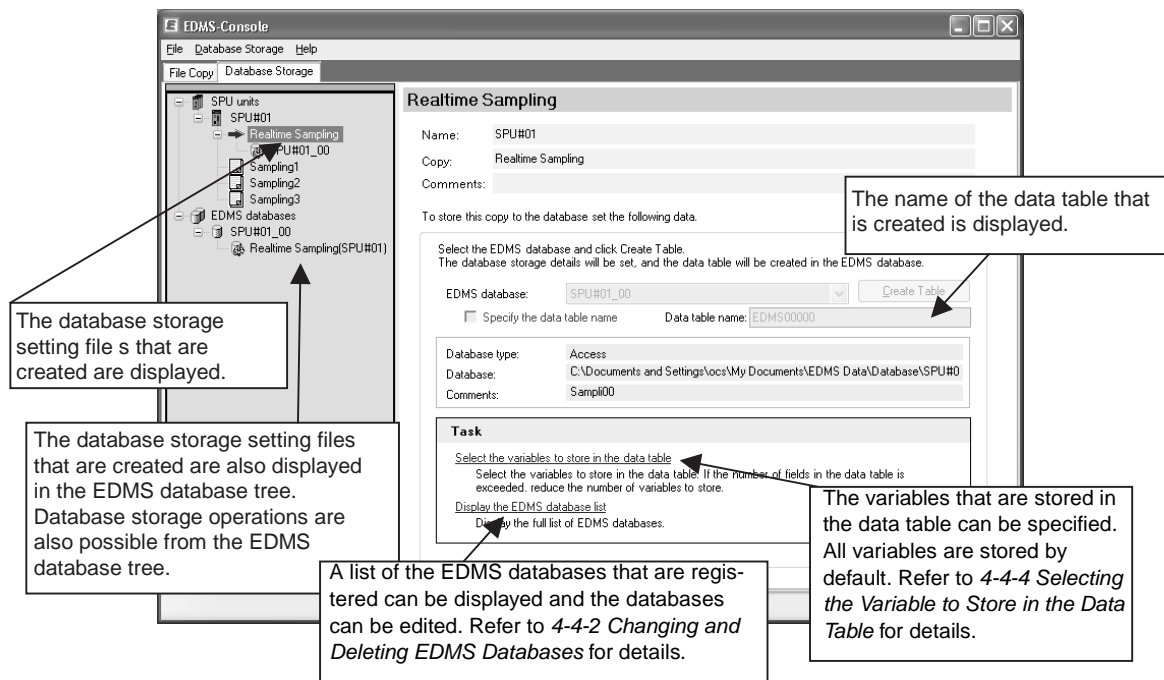 EDMS-Console
File Database Storage Help
File Copy Database Storage
SPU units
SPU#01
Realtime Sampling
SPU#01_00
Sampling1
Sampling2
Sampling3
EDMS databases
SPU#01_00
Realtime Sampling(SPU#01)
Realtime Sampling
Name: SPU#01
Copy: Realtime Sampling
Comments:
To store this copy to the database set the following data.
Select the EDMS database and click Create Table.
The database storage details will be set, and the data table will be created in the EDMS database.
EDMS database: SPU#01_00 Create Table
Specify the data table name Data table name: EDMS00000
Database type: Access
Database: C:\Documents and Settings\ocs\My Documents\EDMS Data\Database\SPU#0
Comments: Sampli00
Task
Select the variables to store in the data table
Select the variables to store in the data table. If the number of fields in the data table is
exceeded. reduce the number of variables to store.
Display the EDMS database list
Display the full list of EDMS databases.
The name of the data table that
is created is displayed.
The database storage
setting file s that are
created are displayed.
The database storage setting files
that are created are also displayed
in the EDMS database tree.
Database storage operations are
also possible from the EDMS
database tree.
A list of the EDMS databases that are regis-
tered can be displayed and the databases
can be edited. Refer to 4-4-2 Changing and
Deleting EDMS Databases for details.
The variables that are stored in
the data table can be specified.
All variables are stored by
default. Refer to 4-4-4 Selecting
the Variable to Store in the Data
Table for details.